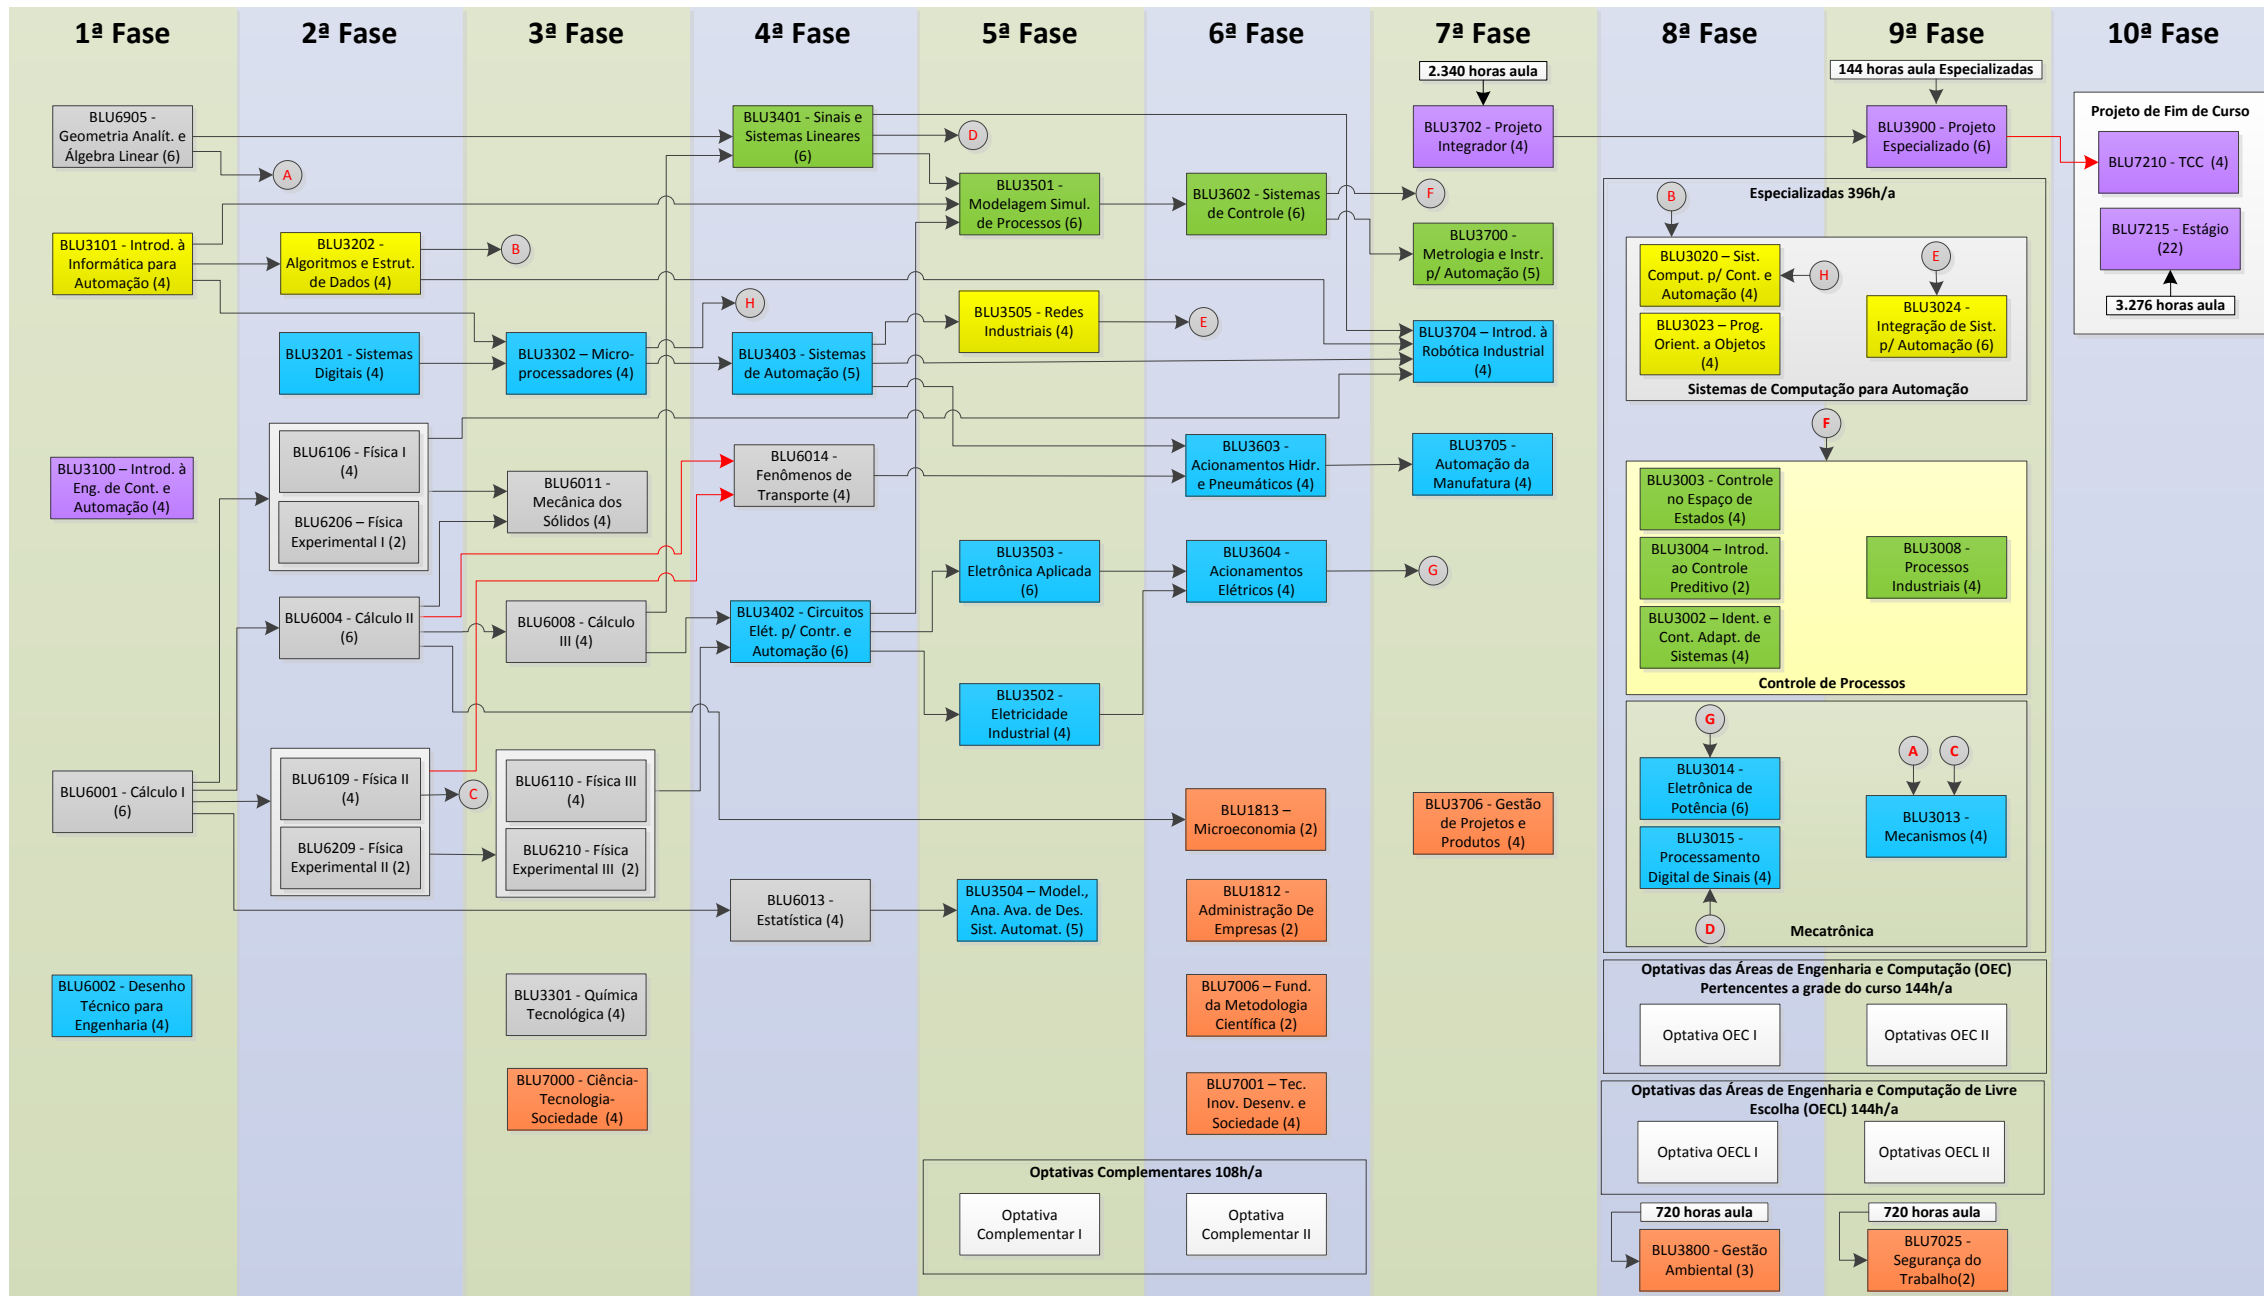 1ª Fase
2ª Fase
3ª Fase
4ª Fase
5ª Fase
6ª Fase
7ª Fase
8ª Fase
9ª Fase
10ª Fase
BLU6905 -
Geometria Analít. e
Álgebra Linear (6)
A
BLU3101 - Introd. à
Informática para
Automação (4)
BLU3100 – Introd. à
Eng. de Cont. e
Automação (4)
BLU6001 - Cálculo I
(6)
BLU6002 - Desenho
Técnico para
Engenharia (4)
BLU3202 -
Algoritmos e Estrut.
de Dados (4)
BLU3201 - Sistemas
Digitais (4)
BLU6106 - Física I
(4)
BLU6206 – Física
Experimental I (2)
BLU6004 - Cálculo II
(6)
BLU6109 - Física II
(4)
BLU6209 - Física
Experimental II (2)
B
BLU3302 – Micro-
processadores (4)
BLU6011 -
Mecânica dos
Sólidos (4)
BLU6008 - Cálculo
III (4)
C
BLU6110 - Física III
(4)
BLU6210 - Física
Experimental III  (2)
BLU3301 - Química
Tecnológica (4)
BLU7000 - Ciência-
Tecnologia-
Sociedade  (4)
BLU3401 - Sinais e
Sistemas Lineares
(6)
H
BLU3403 - Sistemas
de Automação (5)
BLU6014 -
Fenômenos de
Transporte (4)
BLU3402 - Circuitos
Elét. p/ Contr. e
Automação (6)
BLU6013 -
Estatística (4)
D
BLU3501 -
Modelagem Simul.
de Processos (6)
BLU3505 - Redes
Industriais (4)
BLU3503 -
Eletrônica Aplicada
(6)
BLU3502 -
Eletricidade
Industrial (4)
BLU3504 – Model.,
Ana. Ava. de Des.
Sist. Automat. (5)
Optativas Complementares 108h/a
Optativa
Complementar I
Optativa
Complementar II
BLU3602 - Sistemas
de Controle (6)
E
BLU3603 -
Acionamentos Hidr.
e Pneumáticos (4)
BLU3604 -
Acionamentos
Elétricos (4)
BLU1813 –
Microeconomia (2)
BLU1812 -
Administração De
Empresas (2)
BLU7006 – Fund.
da Metodologia
Científica (2)
BLU7001 – Tec.
Inov. Desenv. e
Sociedade (4)
2.340 horas aula
BLU3702 - Projeto
Integrador (4)
F
BLU3700 -
Metrologia e Instr.
p/ Automação (5)
BLU3704 – Introd. à
Robótica Industrial
(4)
BLU3705 -
Automação da
Manufatura (4)
G
BLU3706 - Gestão
de Projetos e
Produtos  (4)
144 horas aula Especializadas
BLU3900 - Projeto
Especializado (6)
Especializadas 396h/a
B
BLU3020 – Sist.
Comput. p/ Cont. e
Automação (4)
H
E
BLU3023 – Prog.
Orient. a Objetos
(4)
BLU3024 -
Integração de Sist.
p/ Automação (6)
Sistemas de Computação para Automação
F
BLU3003 - Controle
no Espaço de
Estados (4)
BLU3004 – Introd.
ao Controle
Preditivo (2)
BLU3002 – Ident. e
Cont. Adapt. de
Sistemas (4)
BLU3008 -
Processos
Industriais (4)
Controle de Processos
G
BLU3014 -
Eletrônica de
Potência (6)
BLU3015 -
Processamento
Digital de Sinais (4)
D
A
C
BLU3013 -
Mecanismos (4)
Mecatrônica
Optativas das Áreas de Engenharia e Computação (OEC)
Pertencentes a grade do curso 144h/a
Optativa OEC I
Optativas OEC II
Optativas das Áreas de Engenharia e Computação de Livre
Escolha (OECL) 144h/a
Optativa OECL I
Optativas OECL II
720 horas aula
BLU3800 - Gestão
Ambiental (3)
720 horas aula
BLU7025 -
Segurança do
Trabalho(2)
Projeto de Fim de Curso
BLU7210 - TCC  (4)
BLU7215 - Estágio
(22)
3.276 horas aula